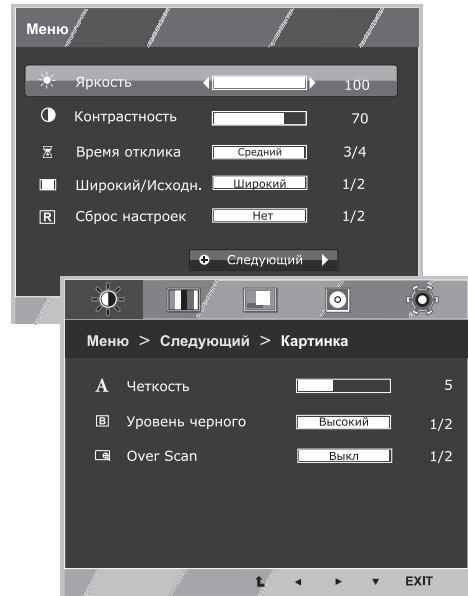 Меню
Яркость 100
Контрастность 70
Время отклика Средний 3/4
Широкий/Исходн. Широкий 1/2
R Сброс настроек Нет 1/2
Следующий
Меню > Следующий > Картинка
A Четкость 5
B Уровень черного Высокий 1/2
Over Scan Выкл 1/2
EXIT